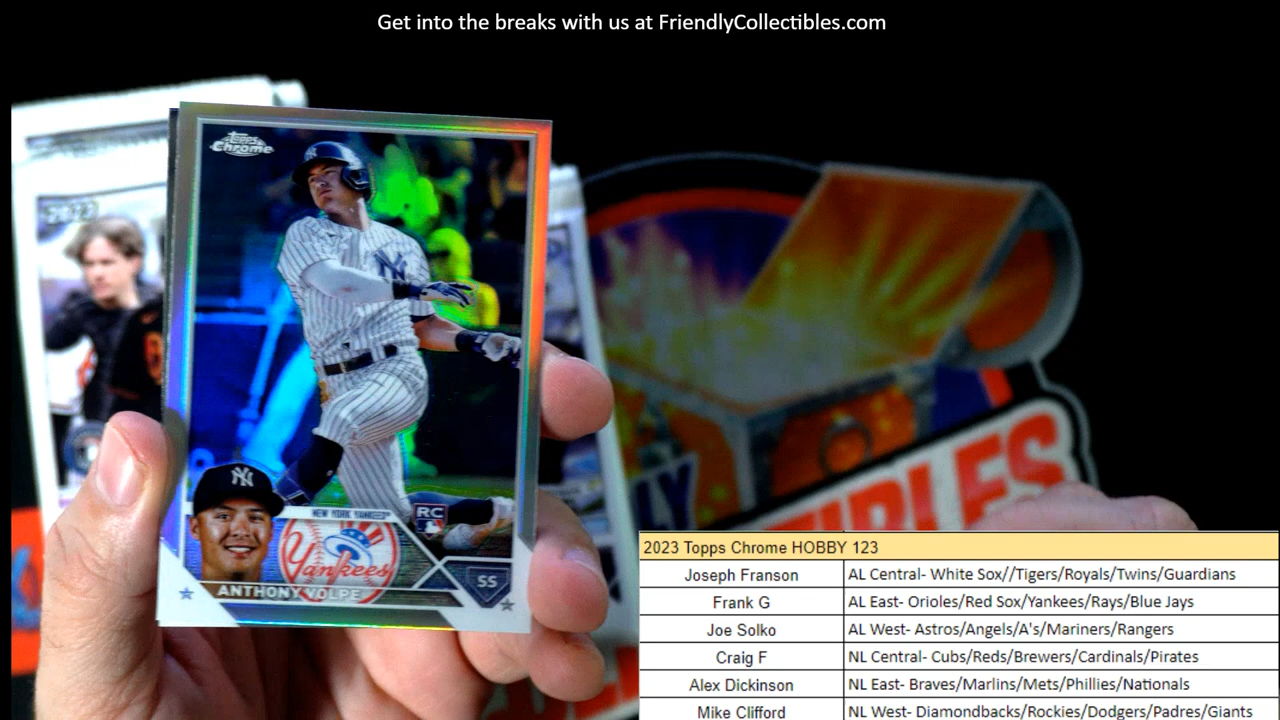 Get into the breaks with us at FriendlyCollectibles.com
Topps
Chrome
NY
RC
NEW YORK YANKEES
Yankees
ANTHONY VOLPE
SS
2023 Topps Chrome HOBBY 123
Joseph Franson AL Central- White Sox//Tigers/Royals/Twins/Guardians
Frank G AL East- Orioles/Red Sox/Yankees/Rays/Blue Jays
Joe Solko AL West- Astros/Angels/A's/Mariners/Rangers
Craig F NL Central- Cubs/Reds/Brewers/Cardinals/Pirates
Alex Dickinson NL East- Braves/Marlins/Mets/Phillies/Nationals
Mike Clifford NL West- Diamondbacks/Rockies/Dodgers/Padres/Giants